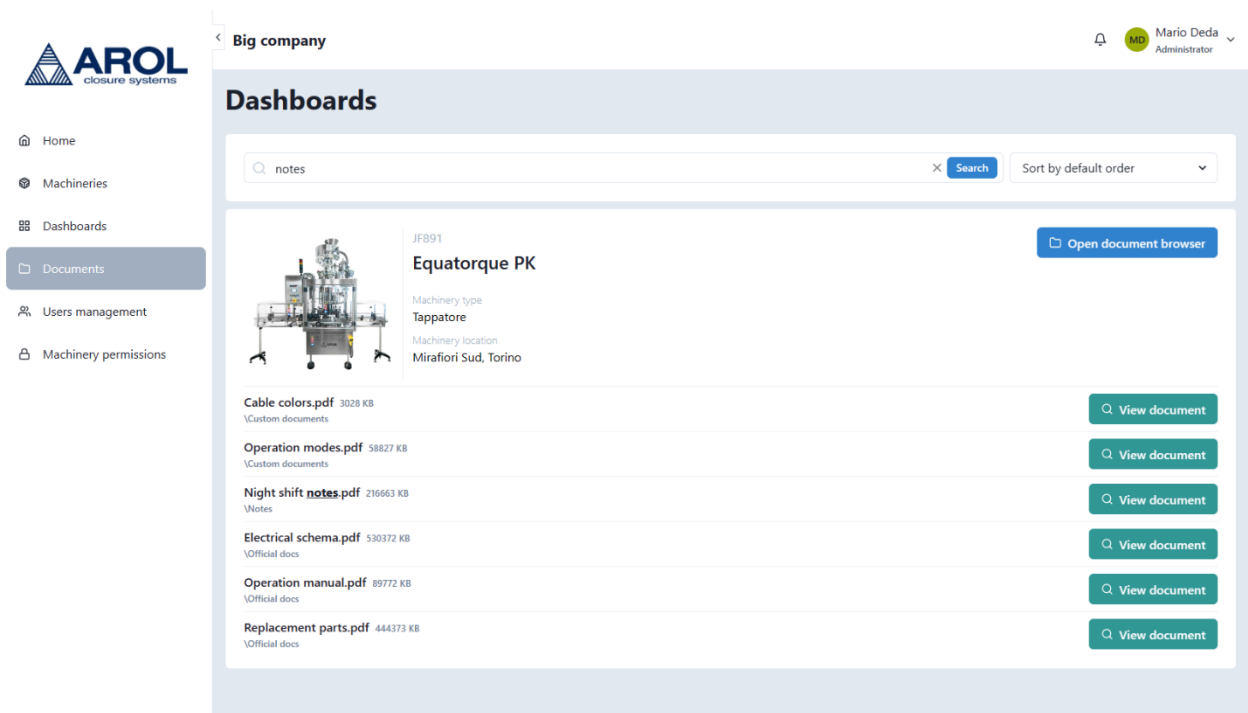 AROL
closure systems
Big company
MD
Mario Deda
Administrator
Dashboards
Home
Machineries
Dashboards
Documents
Users management
Machinery permissions
notes
Search
Sort by default order
JF891
Equatorque PK
Open document browser
Machinery type
Tappatore
Machinery location
Mirafiori Sud, Torino
Cable colors.pdf 3028 KB
\Custom documents
View document
Operation modes.pdf 58827 KB
\Custom documents
View document
Night shift notes.pdf 216663 KB
\Notes
View document
Electrical schema.pdf 530372 KB
\Official docs
View document
Operation manual.pdf 89772 KB
\Official docs
View document
Replacement parts.pdf 444373 KB
\Official docs
View document